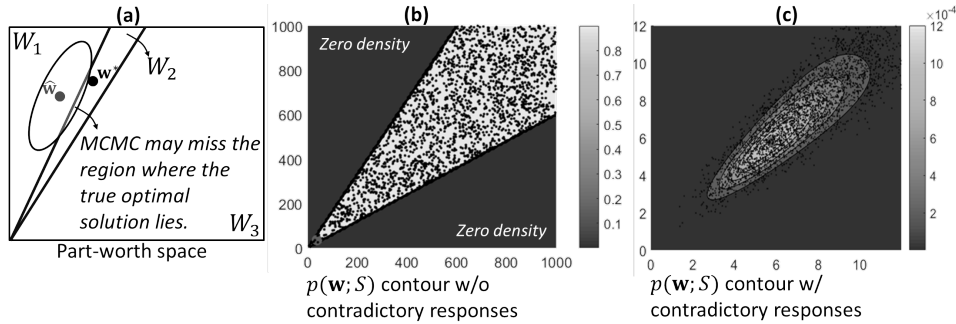 (a)
W₁
W₂
ŵ
w*
MCMC may miss the
region where the
true optimal
solution lies.
W₃
Part-worth space
(b)
1000
800
600
400
200
0
0 200 400 600 800 1000
Zero density
Zero density
0.8
0.7
0.6
0.5
0.4
0.3
0.2
0.1
p(w; S) contour w/o
contradictory responses
(c)
12
10
8
6
4
2
0
0 2 4 6 8 10
×10⁻⁴
12
10
8
6
4
2
p(w; S) contour w/
contradictory responses